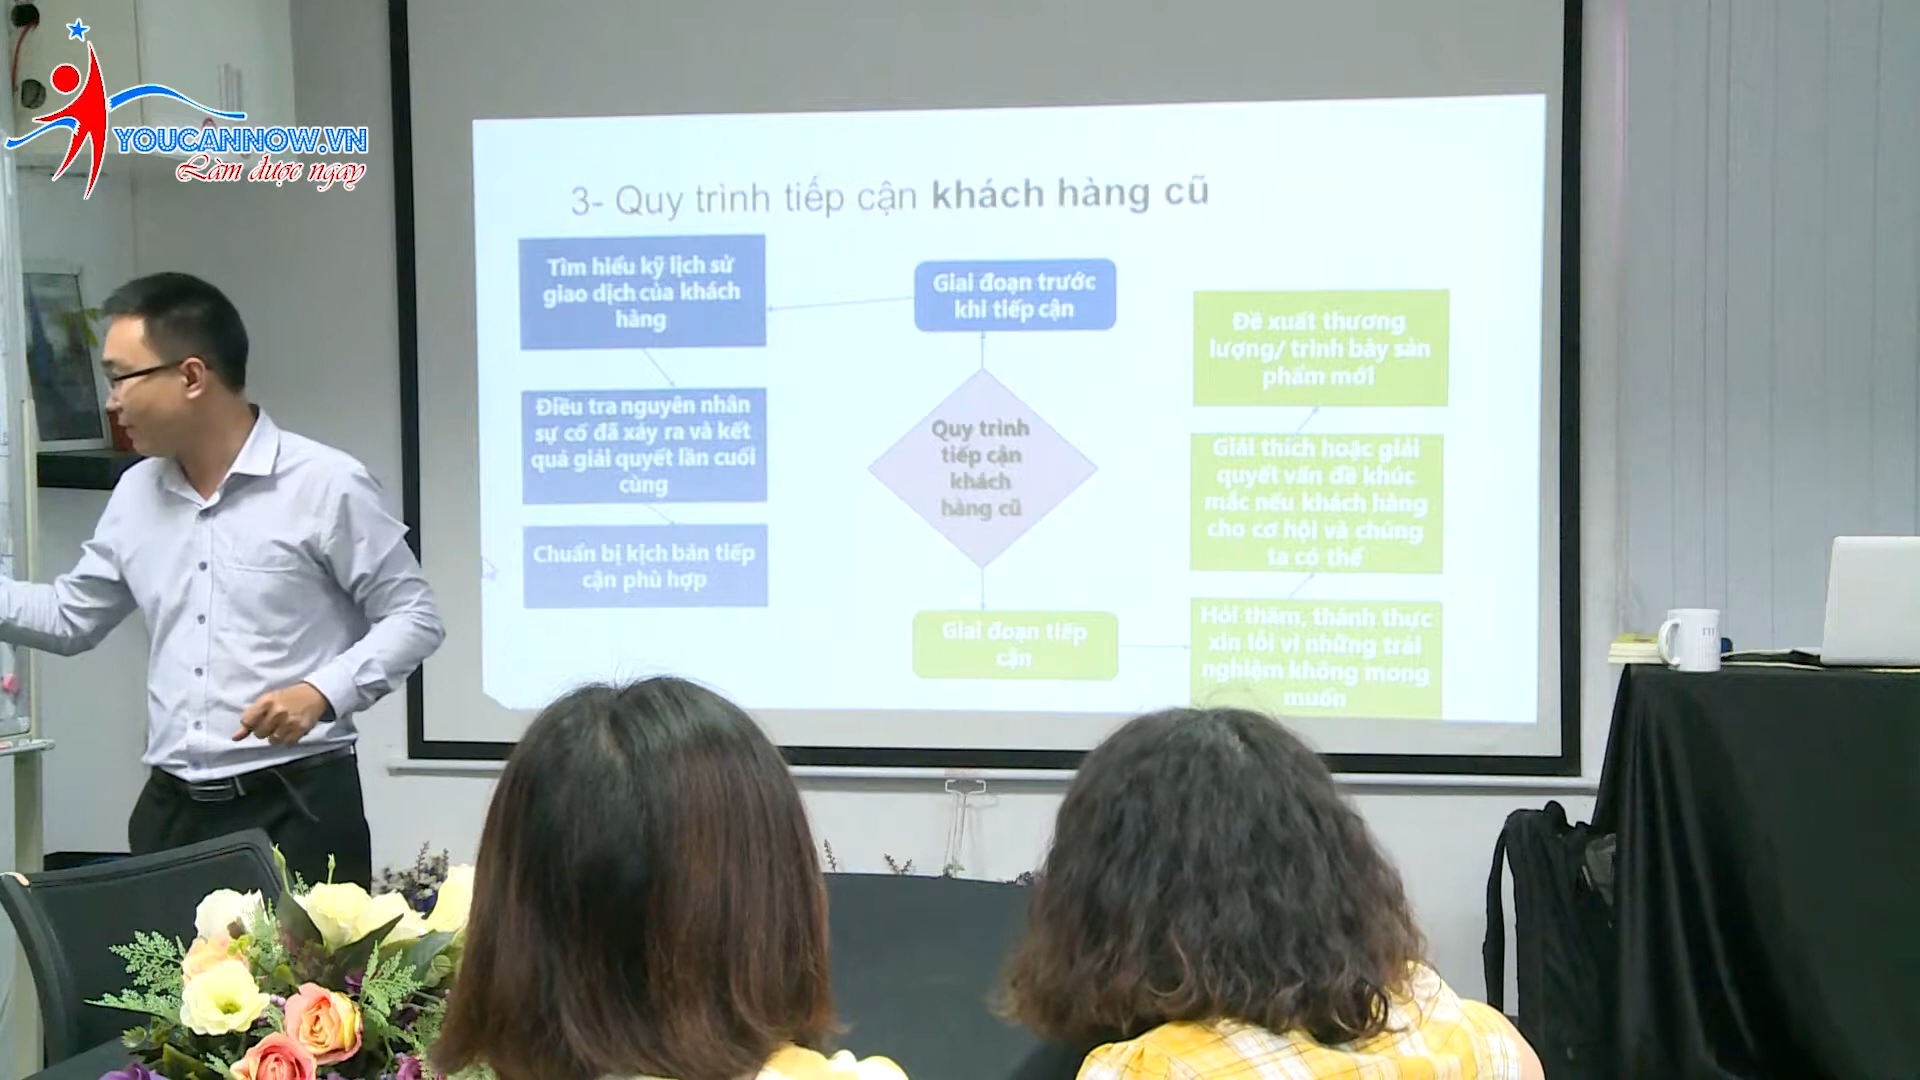 YOUCANNOW.VN
Làm được ngay
3- Quy trình tiếp cận khách hàng cũ
Tìm hiểu kỹ lịch sử
giao dịch của khách
hàng
Điều tra nguyên nhân
sự cố đã xảy ra và kết
quả giải quyết lần cuối
cùng
Chuẩn bị kịch bản tiếp
cận phù hợp
Giai đoạn trước
khi tiếp cận
Quy trình
tiếp cận
khách
hàng cũ
Giai đoạn tiếp
cận
Đề xuất thương
lượng/ trình bày sản
phẩm mới
Giải thích hoặc giải
quyết vấn đề khúc
mắc nếu khách hàng
cho cơ hội và chúng
ta có thể
Hỏi thăm, thành thực
xin lỗi vì những trải
nghiệm không mong
muốn